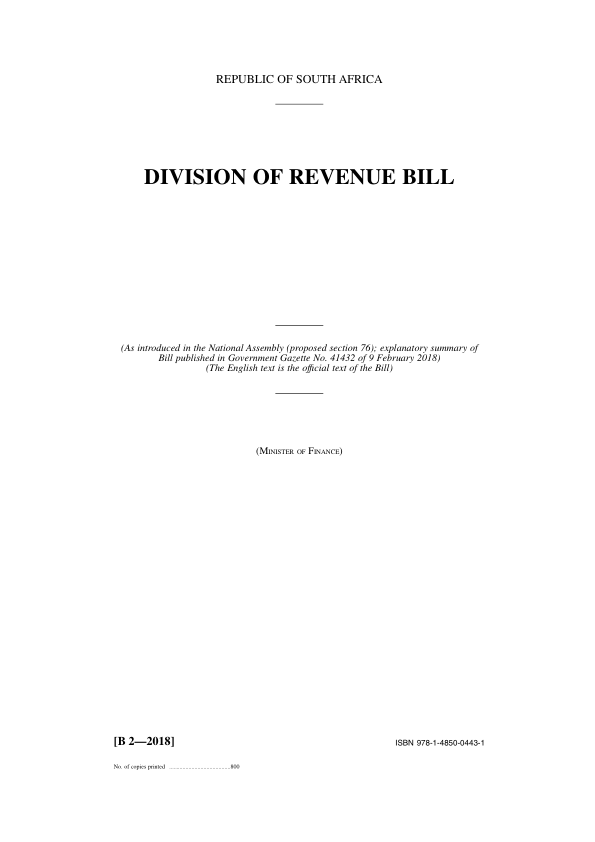 REPUBLIC OF SOUTH AFRICA
DIVISION OF REVENUE BILL
(As introduced in the National Assembly (proposed section 76); explanatory summary of
Bill published in Government Gazette No. 41432 of 9 February 2018)
(The English text is the official text of the Bill)
(Minister of Finance)
[B 2—2018]
ISBN 978-1-4850-0443-1
No. of copies printed .......................................800